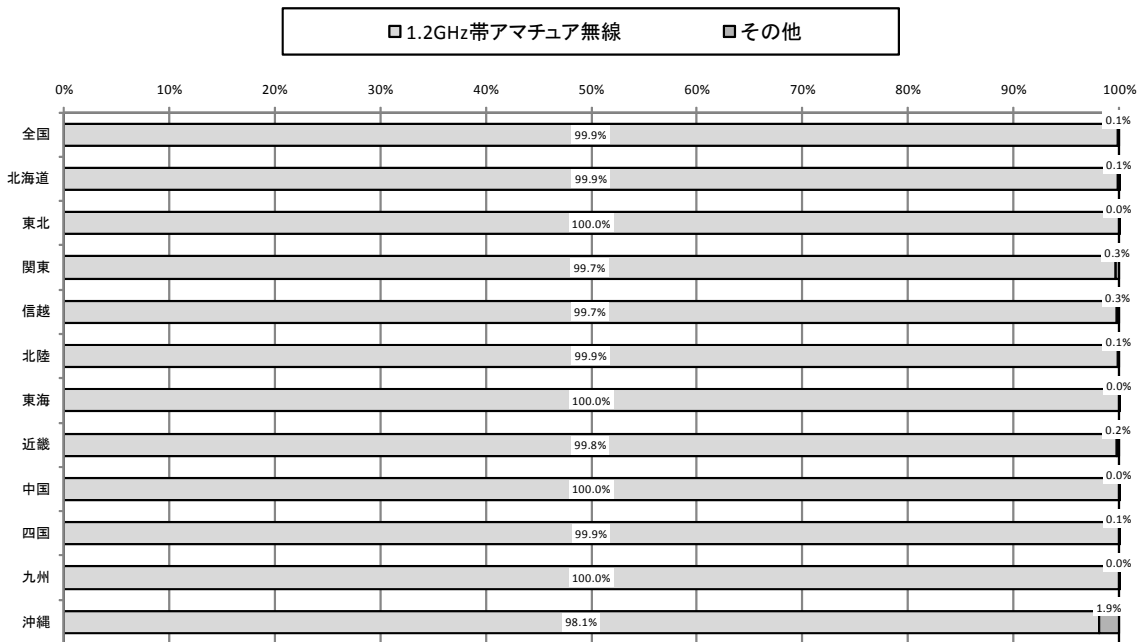 1.2GHz帯アマチュア無線 その他
0% 10% 20% 30% 40% 50% 60% 70% 80% 90% 100%
全国 99.9% 0.1%
北海道 99.9% 0.1%
東北 100.0% 0.0%
関東 99.7% 0.3%
信越 99.7% 0.3%
北陸 99.9% 0.1%
東海 100.0% 0.0%
近畿 99.8% 0.2%
中国 100.0% 0.0%
四国 99.9% 0.1%
九州 100.0% 0.0%
沖縄 98.1% 1.9%